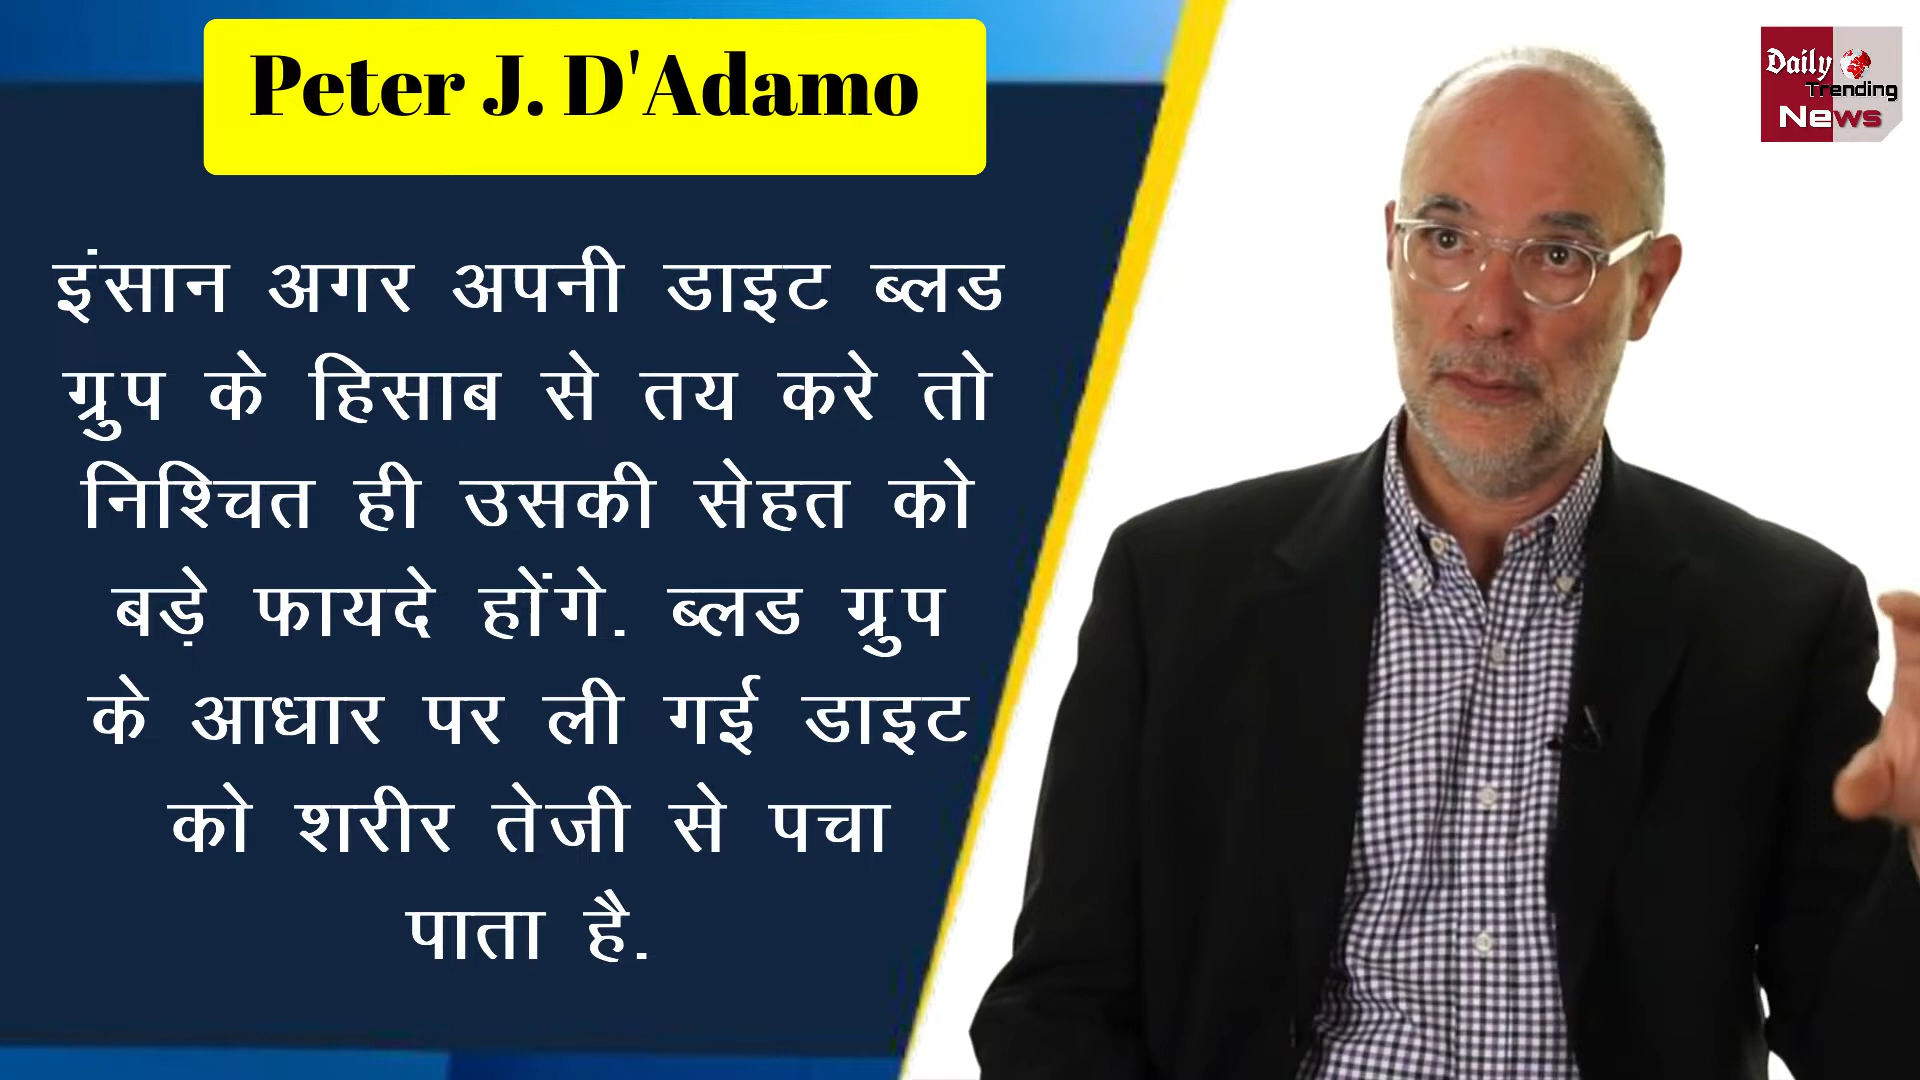 Peter J. D'Adamo
Daily
Trending
News
इंसान अगर अपनी डाइट ब्लड
ग्रुप के हिसाब से तय करे तो
निश्चित ही उसकी सेहत को
बड़े फायदे होंगे. ब्लड ग्रुप
के आधार पर ली गई डाइट
को शरीर तेजी से पचा
पाता है.